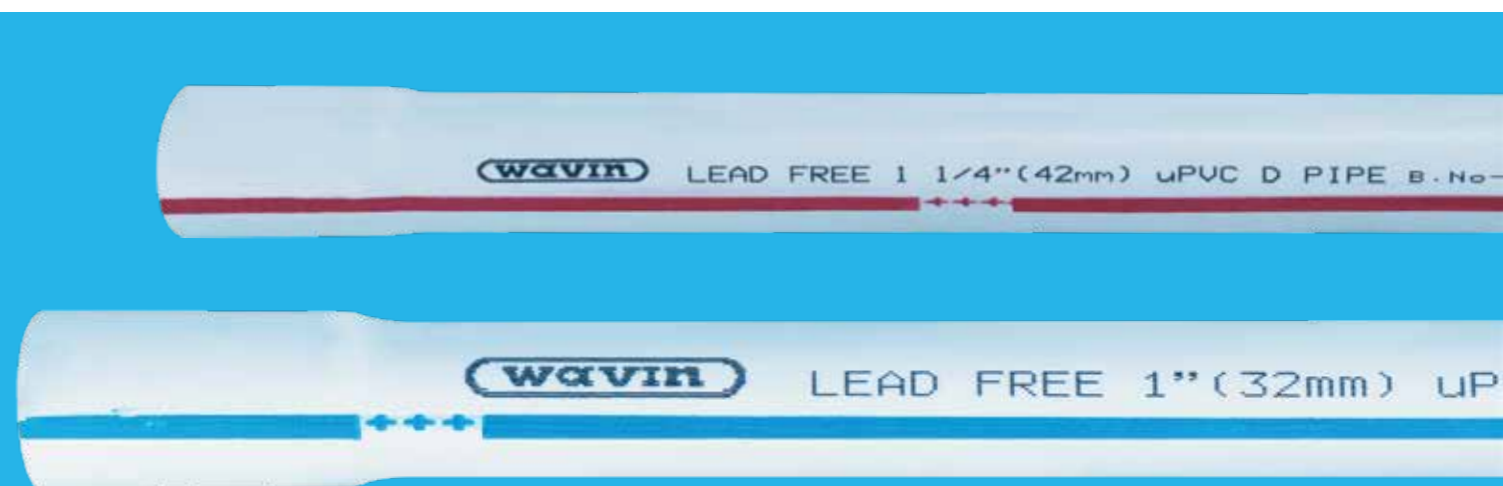 wavin LEAD FREE 1 1/4"(42mm) uPVC D PIPE B.No-
wavin LEAD FREE 1"(32mm) uP